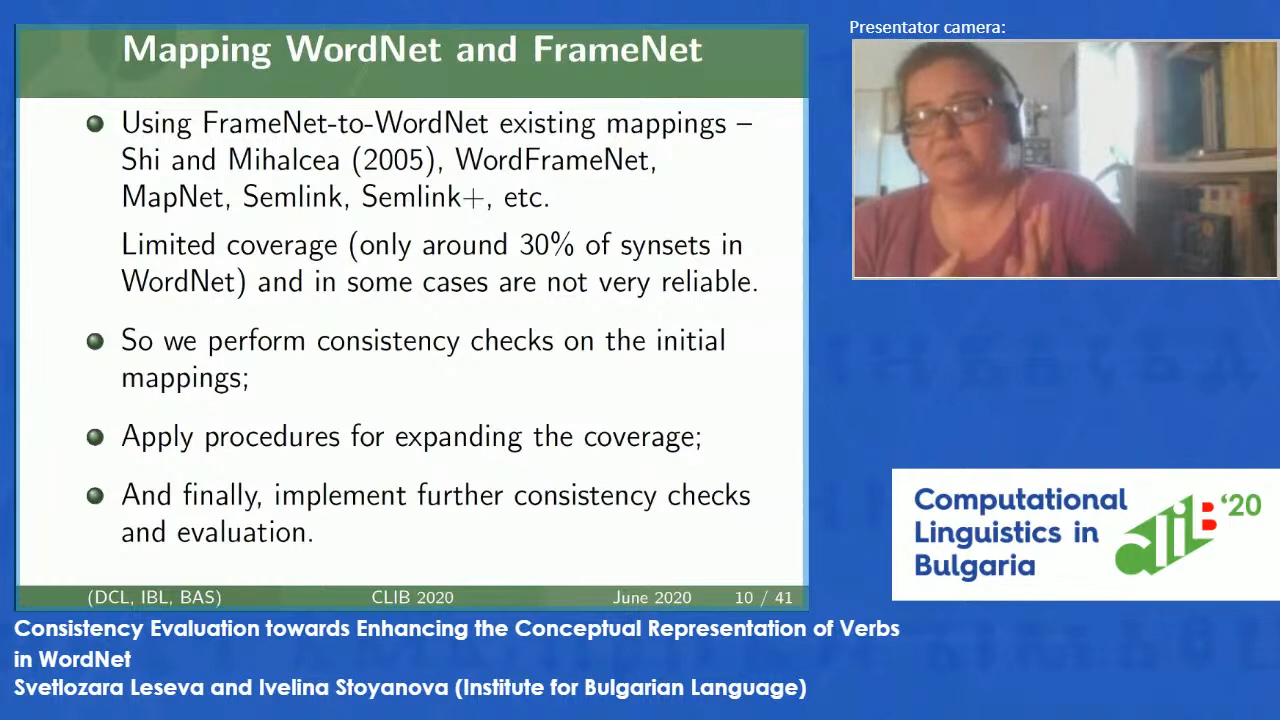 Mapping WordNet and FrameNet
Using FrameNet-to-WordNet existing mappings –
Shi and Mihalcea (2005), WordFrameNet,
MapNet, Semlink, Semlink+, etc.
Limited coverage (only around 30% of synsets in
WordNet) and in some cases are not very reliable.
So we perform consistency checks on the initial
mappings;
Apply procedures for expanding the coverage;
And finally, implement further consistency checks
and evaluation.
(DCL, IBL, BAS) CLIB 2020 June 2020 10 / 41
Presentator camera:
Computational
Linguistics in
Bulgaria
CLIB '20
Consistency Evaluation towards Enhancing the Conceptual Representation of Verbs
in WordNet
Svetlozara Leseva and Ivelina Stoyanova (Institute for Bulgarian Language)